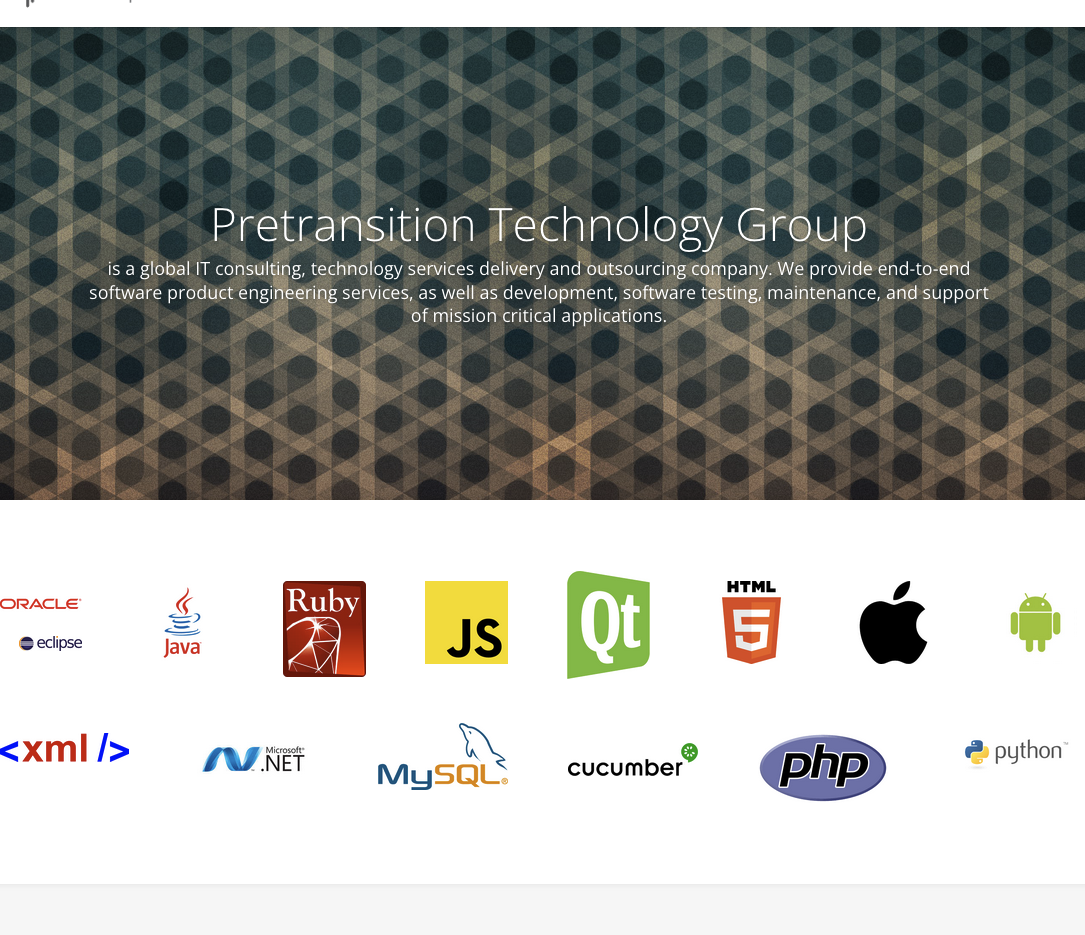 Pretransition Technology Group
is a global IT consulting, technology services delivery and outsourcing company. We provide end-to-end
software product engineering services, as well as development, software testing, maintenance, and support
of mission critical applications.
ORACLE
eclipse
Java
Ruby
JS
Qt
HTML
5
<xml />
Microsoft®
.NET
MySQL®
cucumber
php
python™